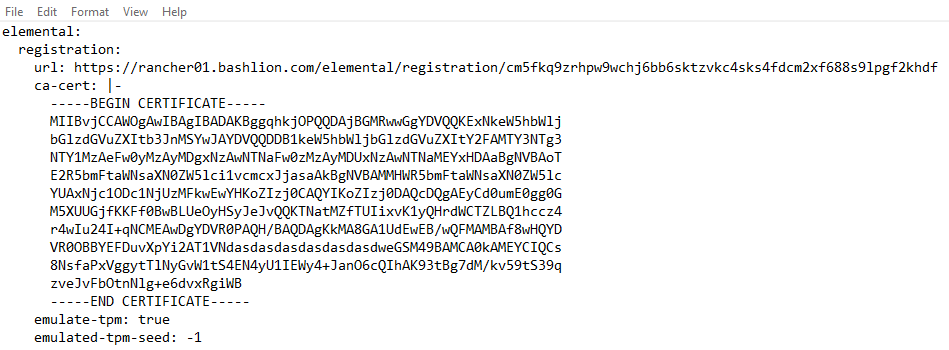 File Edit Format View Help
elemental:
  registration:
    url: https://rancher01.bashlion.com/elemental/registration/cm5fkq9zrhpw9wchj6bb6sktzvkc4sks4fdcm2xf688s9lpgf2khdf
    ca-cert: |-
      -----BEGIN CERTIFICATE-----
      MIIBvjCCAWOgAwIBAgIBADAKBggqhkjOPQQDAjBGMRwwGgYDVQQKExNkeW5hbWlj
      bGlzdGVuZXItb3JnMSYwJAYDVQQDDB1keW5hbWljbGlzdGVuZXItY2FAMTY3NTg3
      NTY1MzAeFw0yMzAyMDgxNzAwNTNaFw0zMzAyMDUxNzAwNTNaMEYxHDAaBgNVBAoT
      E2R5bmFtaWNsaXN0ZW5lci1vcmcxJjasaAkBgNVBAMMHWR5bmFtaWNsaXN0ZW5lc
      YUAxNjc1ODc1NjUzMFkwEwYHKoZIzj0CAQYIKoZIzj0DAQcDQgAEyCd0umE0gg0G
      M5XUUGjfKKFf0BwBLUeOyHSyJeJvQQKTNatMZfTUIixvK1yQHrdWCTZLBQ1hccz4
      r4wIu24I+qNCMEAwDgYDVR0PAQH/BAQDAgKkMA8GA1UdEwEB/wQFMAMBAf8wHQYD
      VR0OBBYEFDuvXpYi2AT1VNdasdasdasdasdasdasdweGSM49BAMCA0kAMEYCIQCs
      8NsfaPxVggytTlNyGvW1tS4EN4yU1IEWy4+JanO6cQIhAK93tBg7dM/kv59tS39q
      zveJvFbOtnNlg+e6dvxRgiWB
      -----END CERTIFICATE-----
    emulate-tpm: true
    emulated-tpm-seed: -1